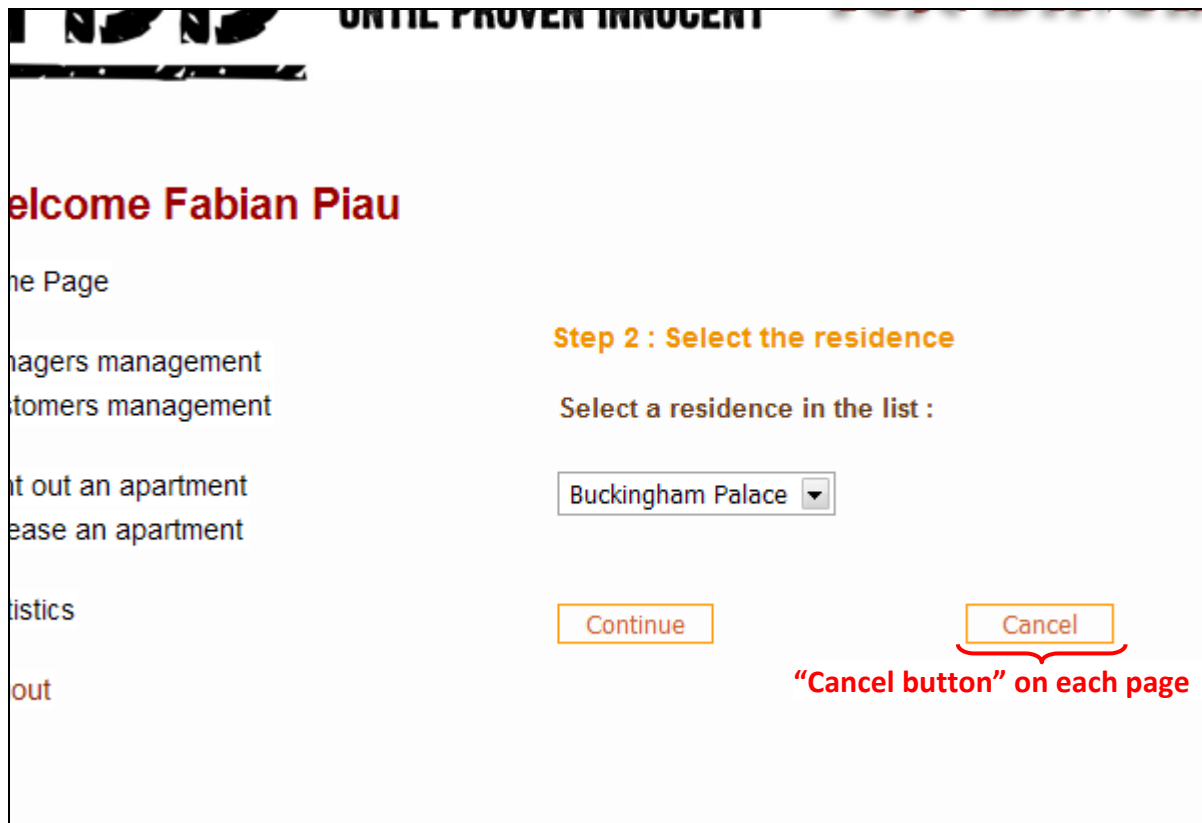 UNTIL PROVEN INNOCENT
elcome Fabian Piau
ne Page
nagers management
stomers management
nt out an apartment
ease an apartment
tistics
out
Step 2 : Select the residence
Select a residence in the list :
Buckingham Palace
Continue
Cancel
“Cancel button” on each page